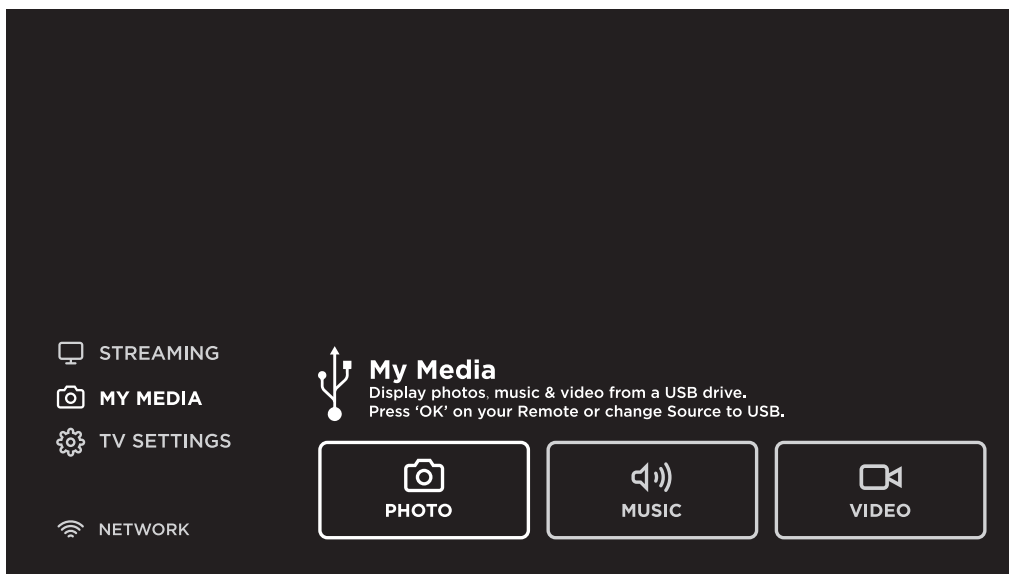 STREAMING
MY MEDIA
TV SETTINGS
NETWORK
My Media
Display photos, music & video from a USB drive.
Press ‘OK’ on your Remote or change Source to USB.
PHOTO
MUSIC
VIDEO